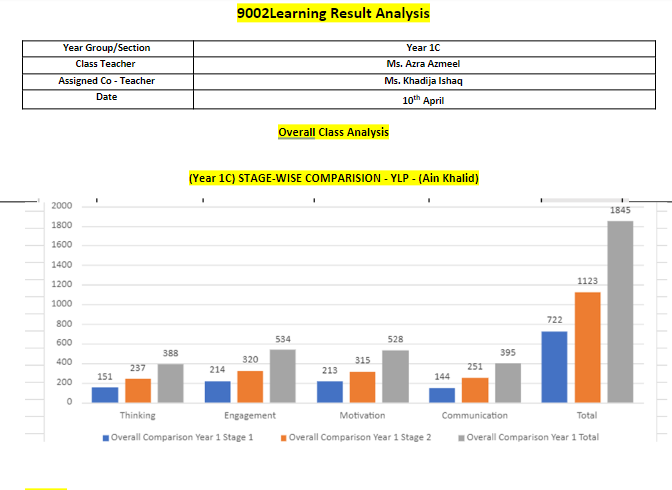 9002Learning Result Analysis
Year Group/Section Year 1C
Class Teacher Ms. Azra Azmeel
Assigned Co - Teacher Ms. Khadija Ishaq
Date 10th April
Overall Class Analysis
(Year 1C) STAGE-WISE COMPARISION - YLP - (Ain Khalid)
2000
1800
1600
1400
1200
1000
800
600
400
200
0
151 237 388
214 320 534
213 315 528
144 251 395
722 1123 1845
Thinking Engagement Motivation Communication Total
Overall Comparison Year 1 Stage 1 Overall Comparison Year 1 Stage 2 Overall Comparison Year 1 Total